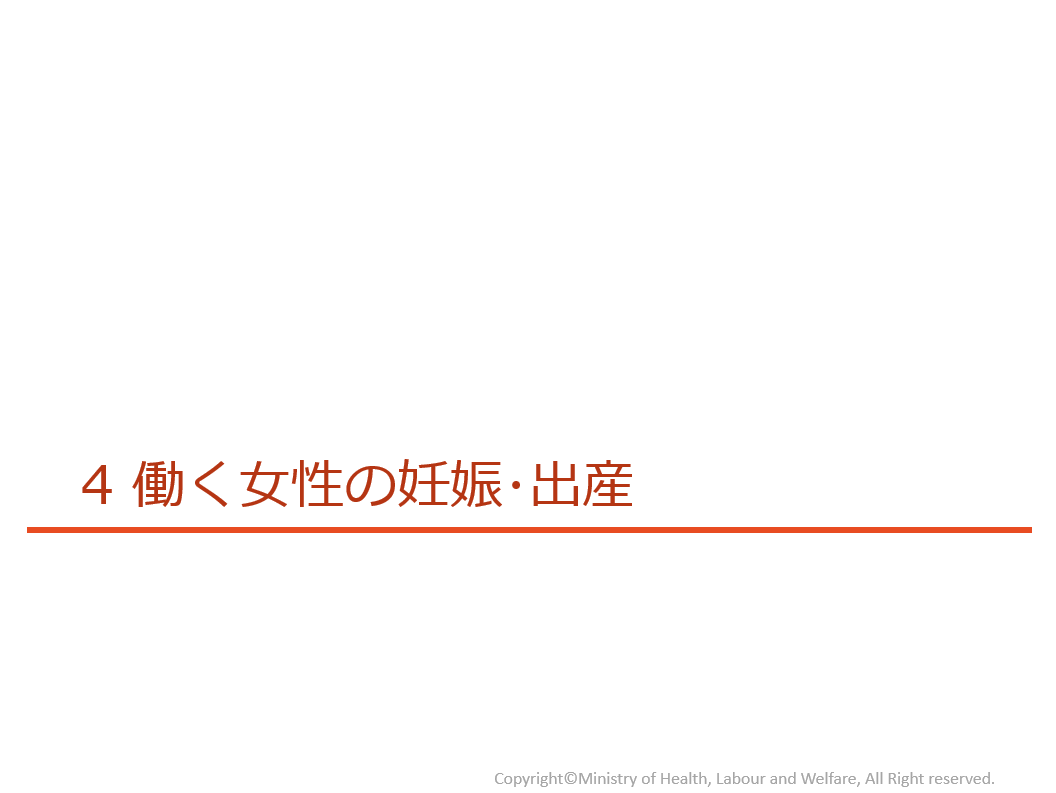 ４ 働く女性の妊娠･出産
Copyright©Ministry of Health, Labour and Welfare, All Right reserved.